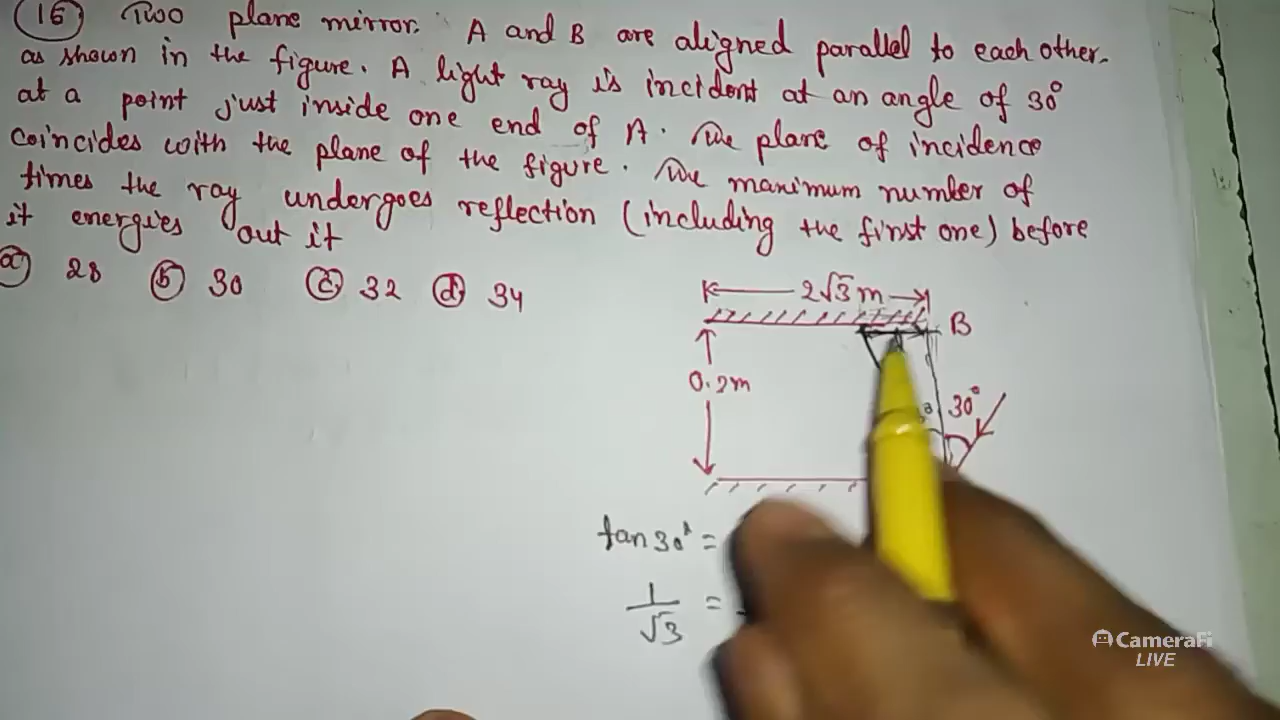 (16) Two plane mirror. A and B are aligned parallel to each other.
as shown in the figure. A light ray is incident at an angle of 30°
at a point just inside one end of A. The plane of incidence
coincides with the plane of the figure. The manimum number of
times the ray undergoes reflection (including the first one) before
it energies out it
(a) 28 (b) 30 (c) 32 (d) 34
2√3 m
B
0.2m
30°
tan 30° =
1/√3 =
CameraFi
LIVE